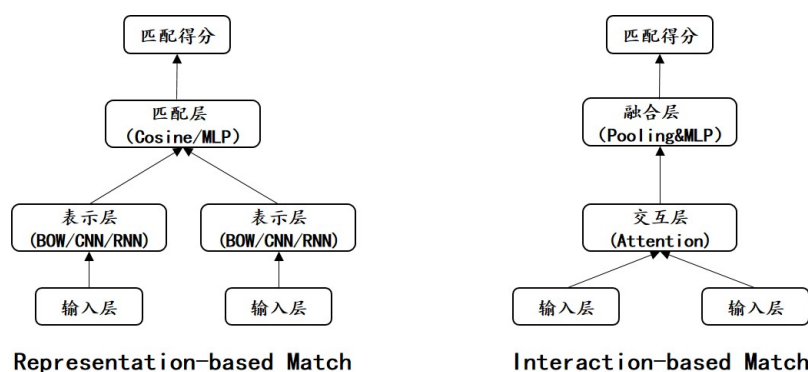 匹配得分
匹配层
(Cosine/MLP)
表示层
(BOW/CNN/RNN)
表示层
(BOW/CNN/RNN)
输入层
输入层
Representation-based Match
匹配得分
融合层
(Pooling&MLP)
交互层
(Attention)
输入层
输入层
Interaction-based Match